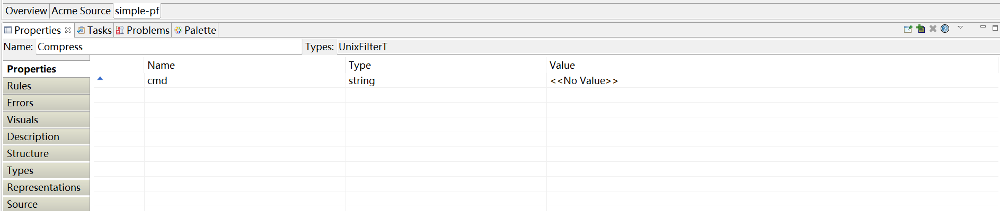 Overview Acme Source simple-pf
Properties Tasks Problems Palette
Name: Compress Types: UnixFilterT
Properties Name Type Value
cmd string <<No Value>>
Rules
Errors
Visuals
Description
Structure
Types
Representations
Source